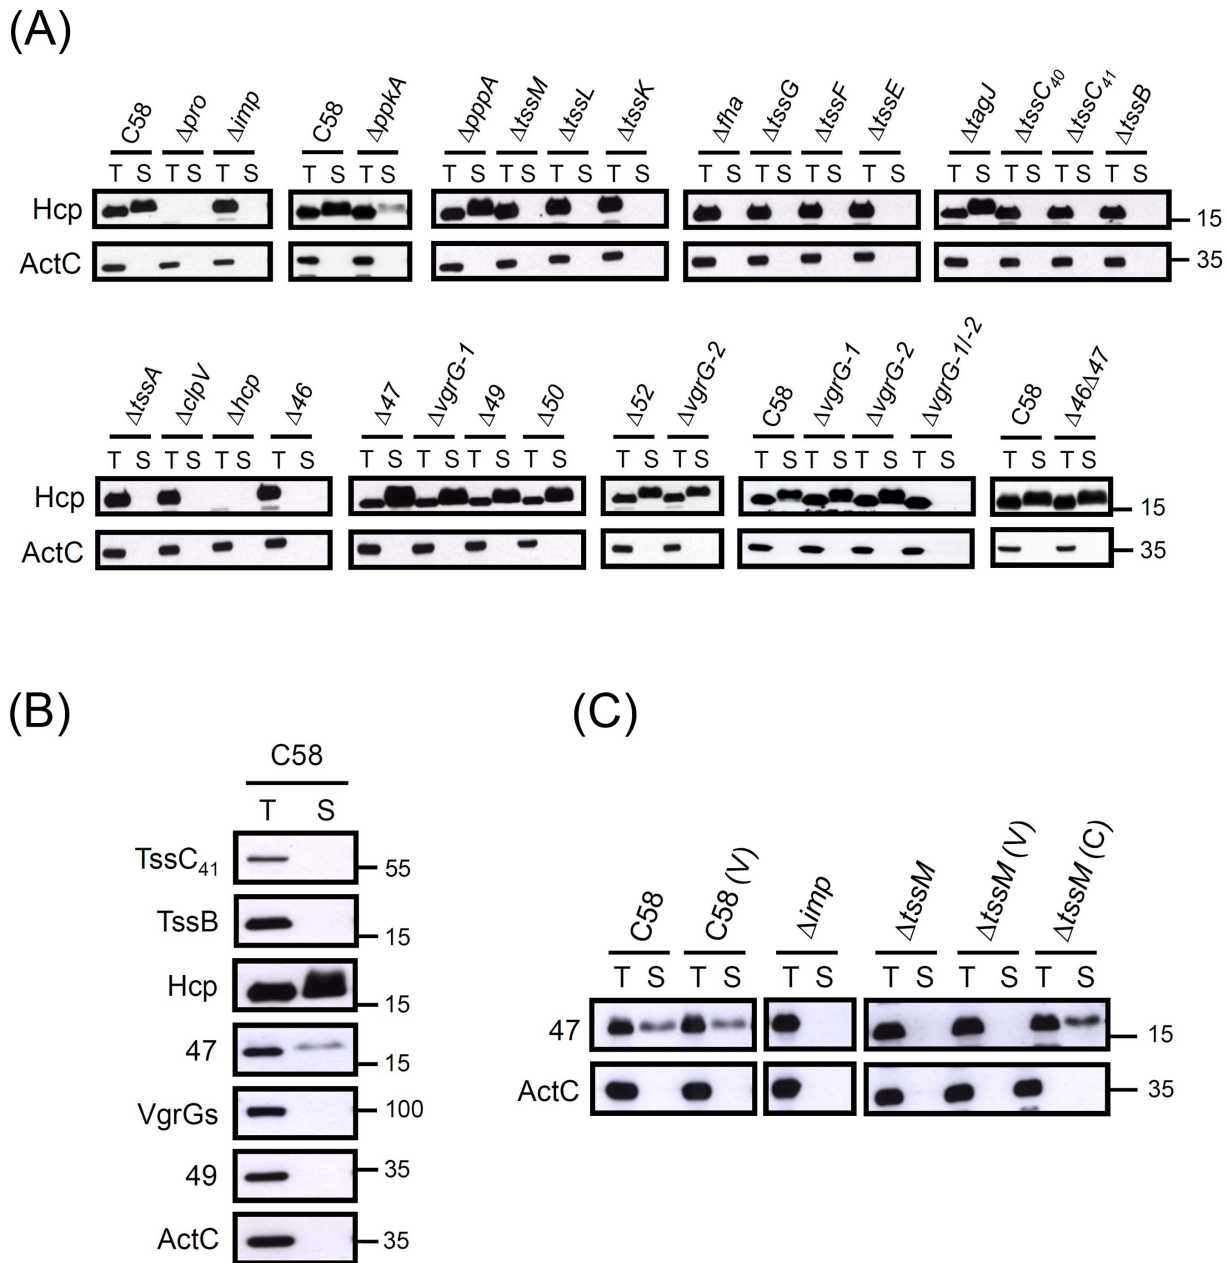 (A)
C58 Δpro Δimp C58 ΔppkA ΔpppA ΔtssM ΔtssL ΔtssK Δfha ΔtssG ΔtssF ΔtssE ΔtagJ ΔtssC40 ΔtssC41 ΔtssB
T S T S T S T S T S T S T S T S T S T S T S T S T S T S T S T S T S
Hcp 15
ActC 35
ΔtssA ΔclpV Δhcp Δ46 Δ47 ΔvgrG-1 Δ49 Δ50 Δ52 ΔvgrG-2 C58 ΔvgrG-1 ΔvgrG-2 ΔvgrG-1/-2 C58 Δ46Δ47
T S T S T S T S T S T S T S T S T S T S T S T S T S T S T S T S
Hcp 15
ActC 35
(B)
C58
T S
TssC41 55
TssB 15
Hcp 15
47 15
VgrGs 100
49 35
ActC 35
(C)
C58 C58 (V) Δimp ΔtssM ΔtssM (V) ΔtssM (C)
T S T S T S T S T S T S
47 15
ActC 35